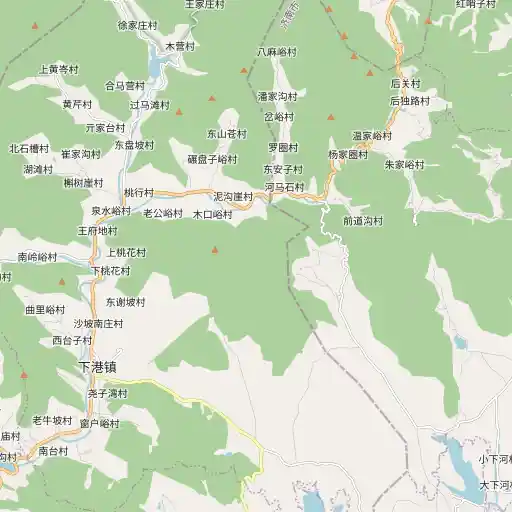 王家庄村
红哨子村
徐家庄村
济南市
木营村
八麻峪村
上黄岑村
合马营村
后关村
潘家沟村
后独路村
黄芹村
过马滩村
岔峪村
亓家台村
东山苍村
温家峪村
北石槽村
崔家沟村
东盘坡村
罗圈村
杨家圈村
碾盘子峪村
朱家峪村
湖滩村
东安子村
槲树崖村
桃行村
河马石村
泥沟崖村
泉水峪村
老公峪村
木口峪村
前道沟村
王府地村
上桃花村
南岭峪村
下桃花村
东谢坡村
曲里峪村
沙坡南庄村
西台子村
下港镇
尧子湾村
老牛坡村
窗户峪村
庙村
南台村
沟村
小下河村
大下河村